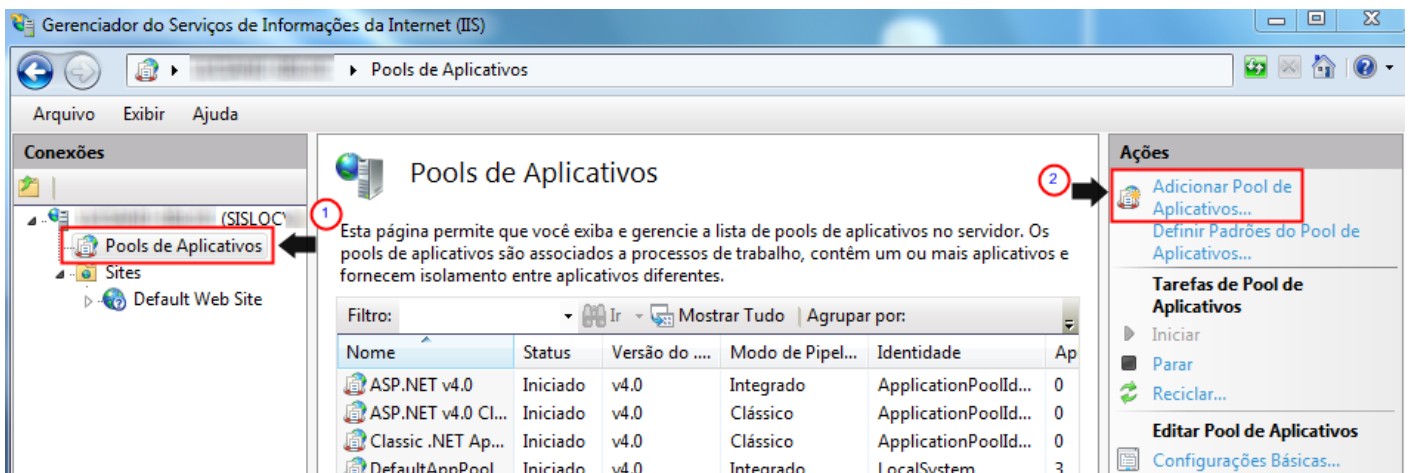 Gerenciador do Serviços de Informações da Internet (IIS)
Pools de Aplicativos
Arquivo Exibir Ajuda
Conexões
(SISLOC\
1
Pools de Aplicativos
Sites
Default Web Site
Pools de Aplicativos
Esta página permite que você exiba e gerencie a lista de pools de aplicativos no servidor. Os
pools de aplicativos são associados a processos de trabalho, contêm um ou mais aplicativos e
fornecem isolamento entre aplicativos diferentes.
Filtro: Ir Mostrar Tudo Agrupar por:
Nome Status Versão do .... Modo de Pipel... Identidade Ap
ASP.NET v4.0 Iniciado v4.0 Integrado ApplicationPoolId... 0
ASP.NET v4.0 Cl... Iniciado v4.0 Clássico ApplicationPoolId... 0
Classic .NET Ap... Iniciado v4.0 Clássico ApplicationPoolId... 0
DefaultAppPool Iniciado v4.0 Integrado LocalSystem 3
2
Ações
Adicionar Pool de
Aplicativos...
Definir Padrões do Pool de
Aplicativos...
Tarefas de Pool de
Aplicativos
Iniciar
Parar
Reciclar...
Editar Pool de Aplicativos
Configurações Básicas...